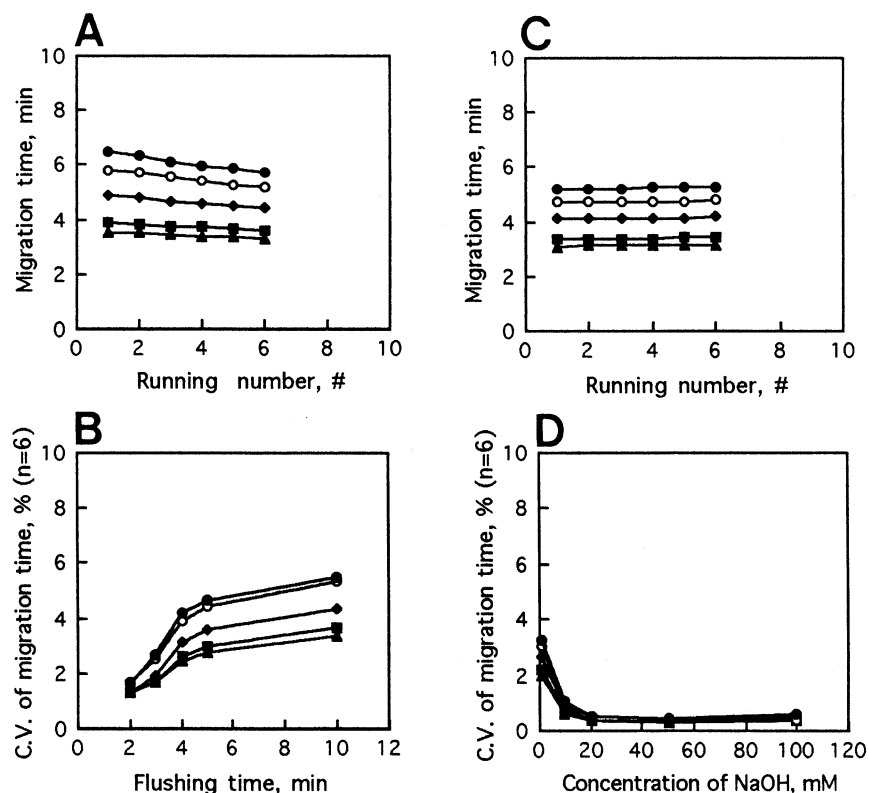 A
Migration time, min
10
8
6
4
2
0
0 2 4 6 8 10
Running number, #
C
Migration time, min
10
8
6
4
2
0
0 2 4 6 8 10
Running number, #
B
C.V. of migration time, % (n=6)
10
8
6
4
2
0
0 2 4 6 8 10 12
Flushing time, min
D
C.V. of migration time, % (n=6)
10
8
6
4
2
0
0 20 40 60 80 100 120
Concentration of NaOH, mM